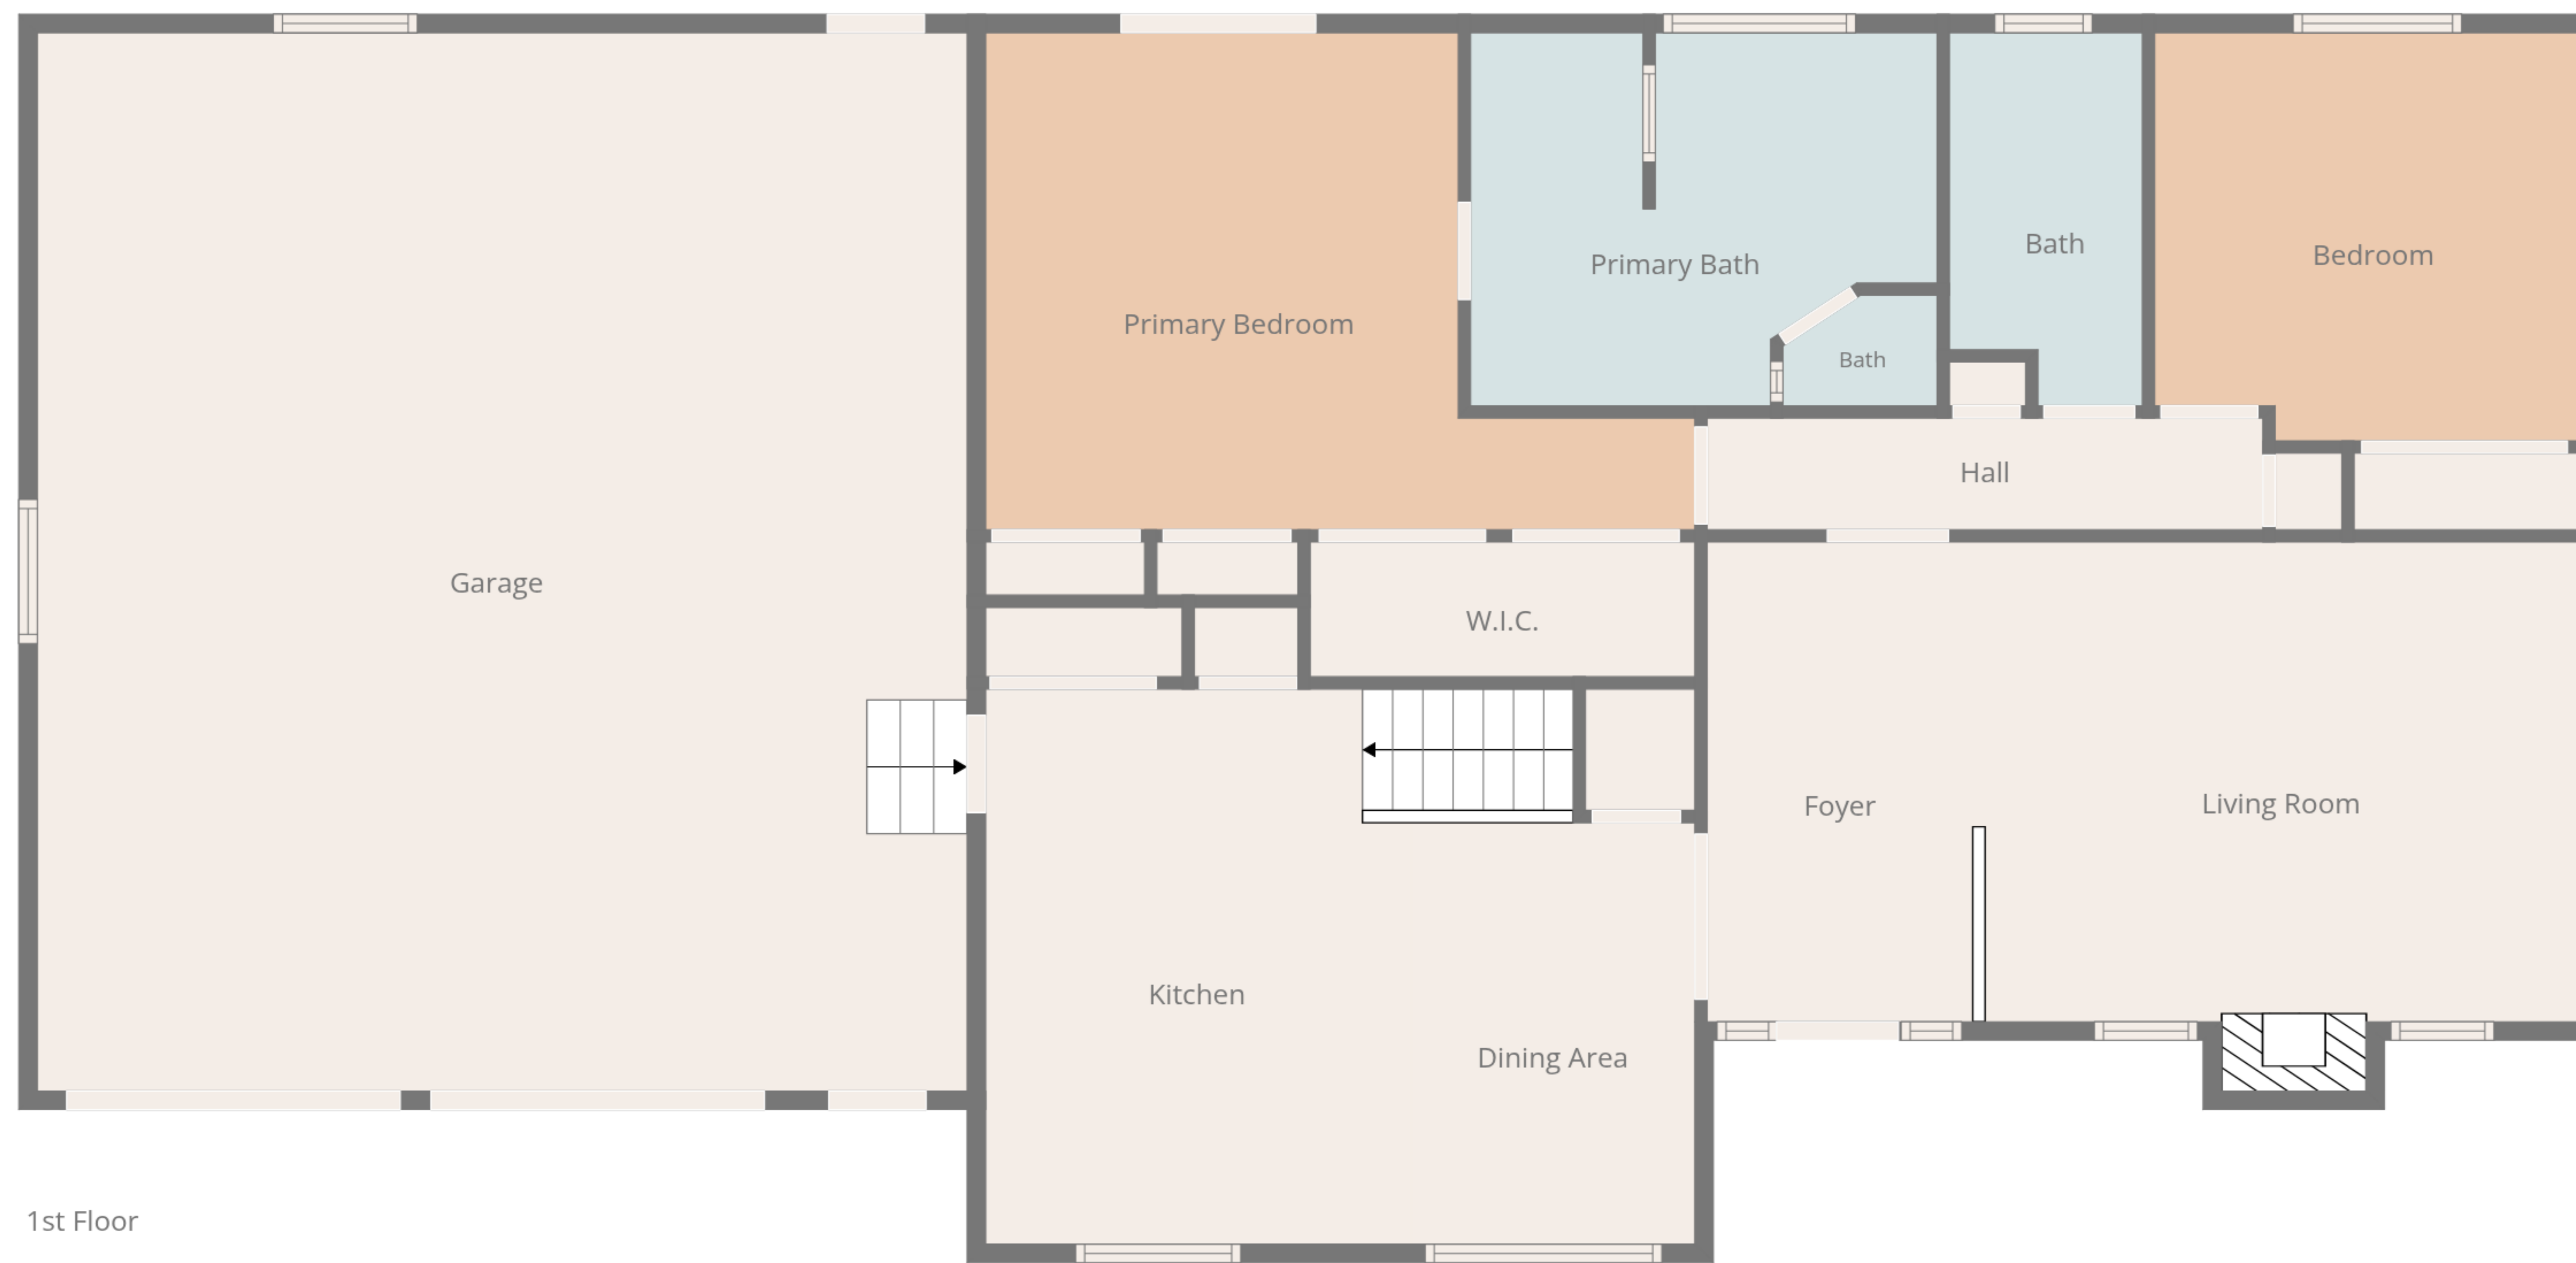 Bath
Bedroom
Primary Bath
Primary Bedroom
Bath
Hall
Garage
W.I.C.
Foyer
Living Room
Kitchen
Dining Area
1st Floor